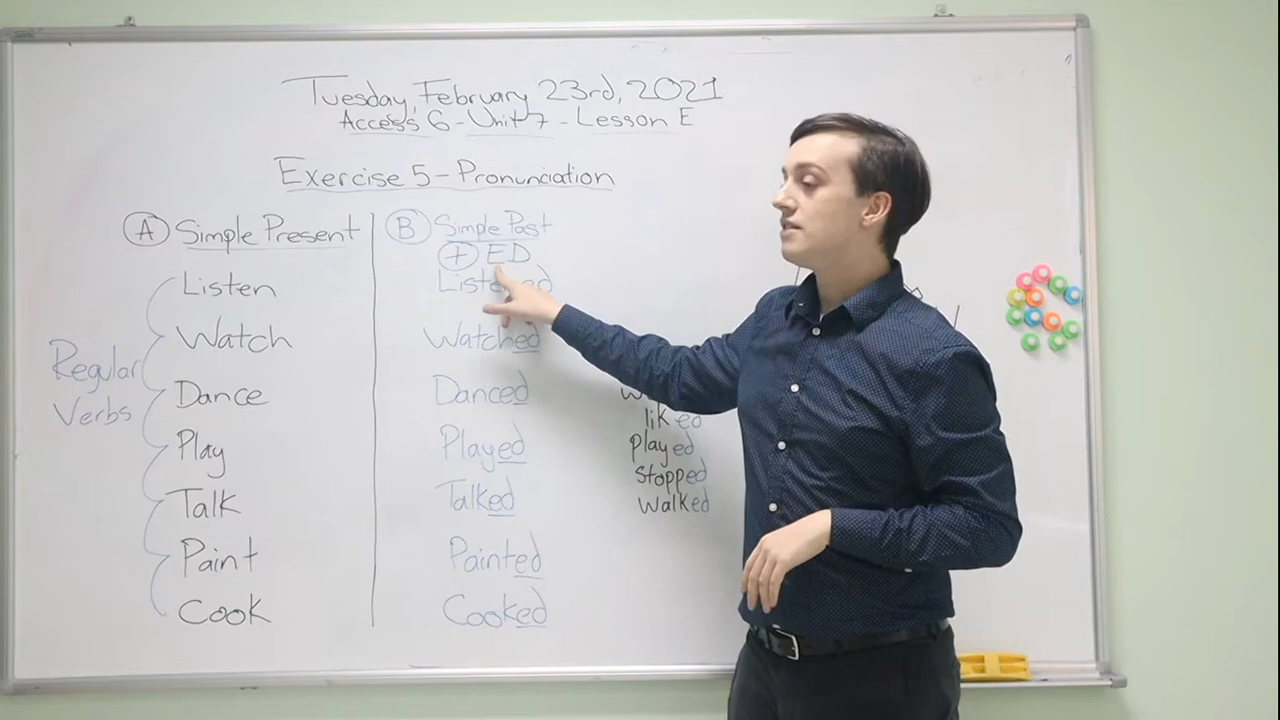 Tuesday, February 23rd, 2021
Access 6 - Unit 7 - Lesson E
Exercise 5 - Pronunciation
A Simple Present
Listen
Watch
Dance
Play
Talk
Paint
Cook
Regular
Verbs
B Simple Past
+ ED
Watched
Danced
Played
Talked
Painted
Cooked
liked
played
stopped
walked